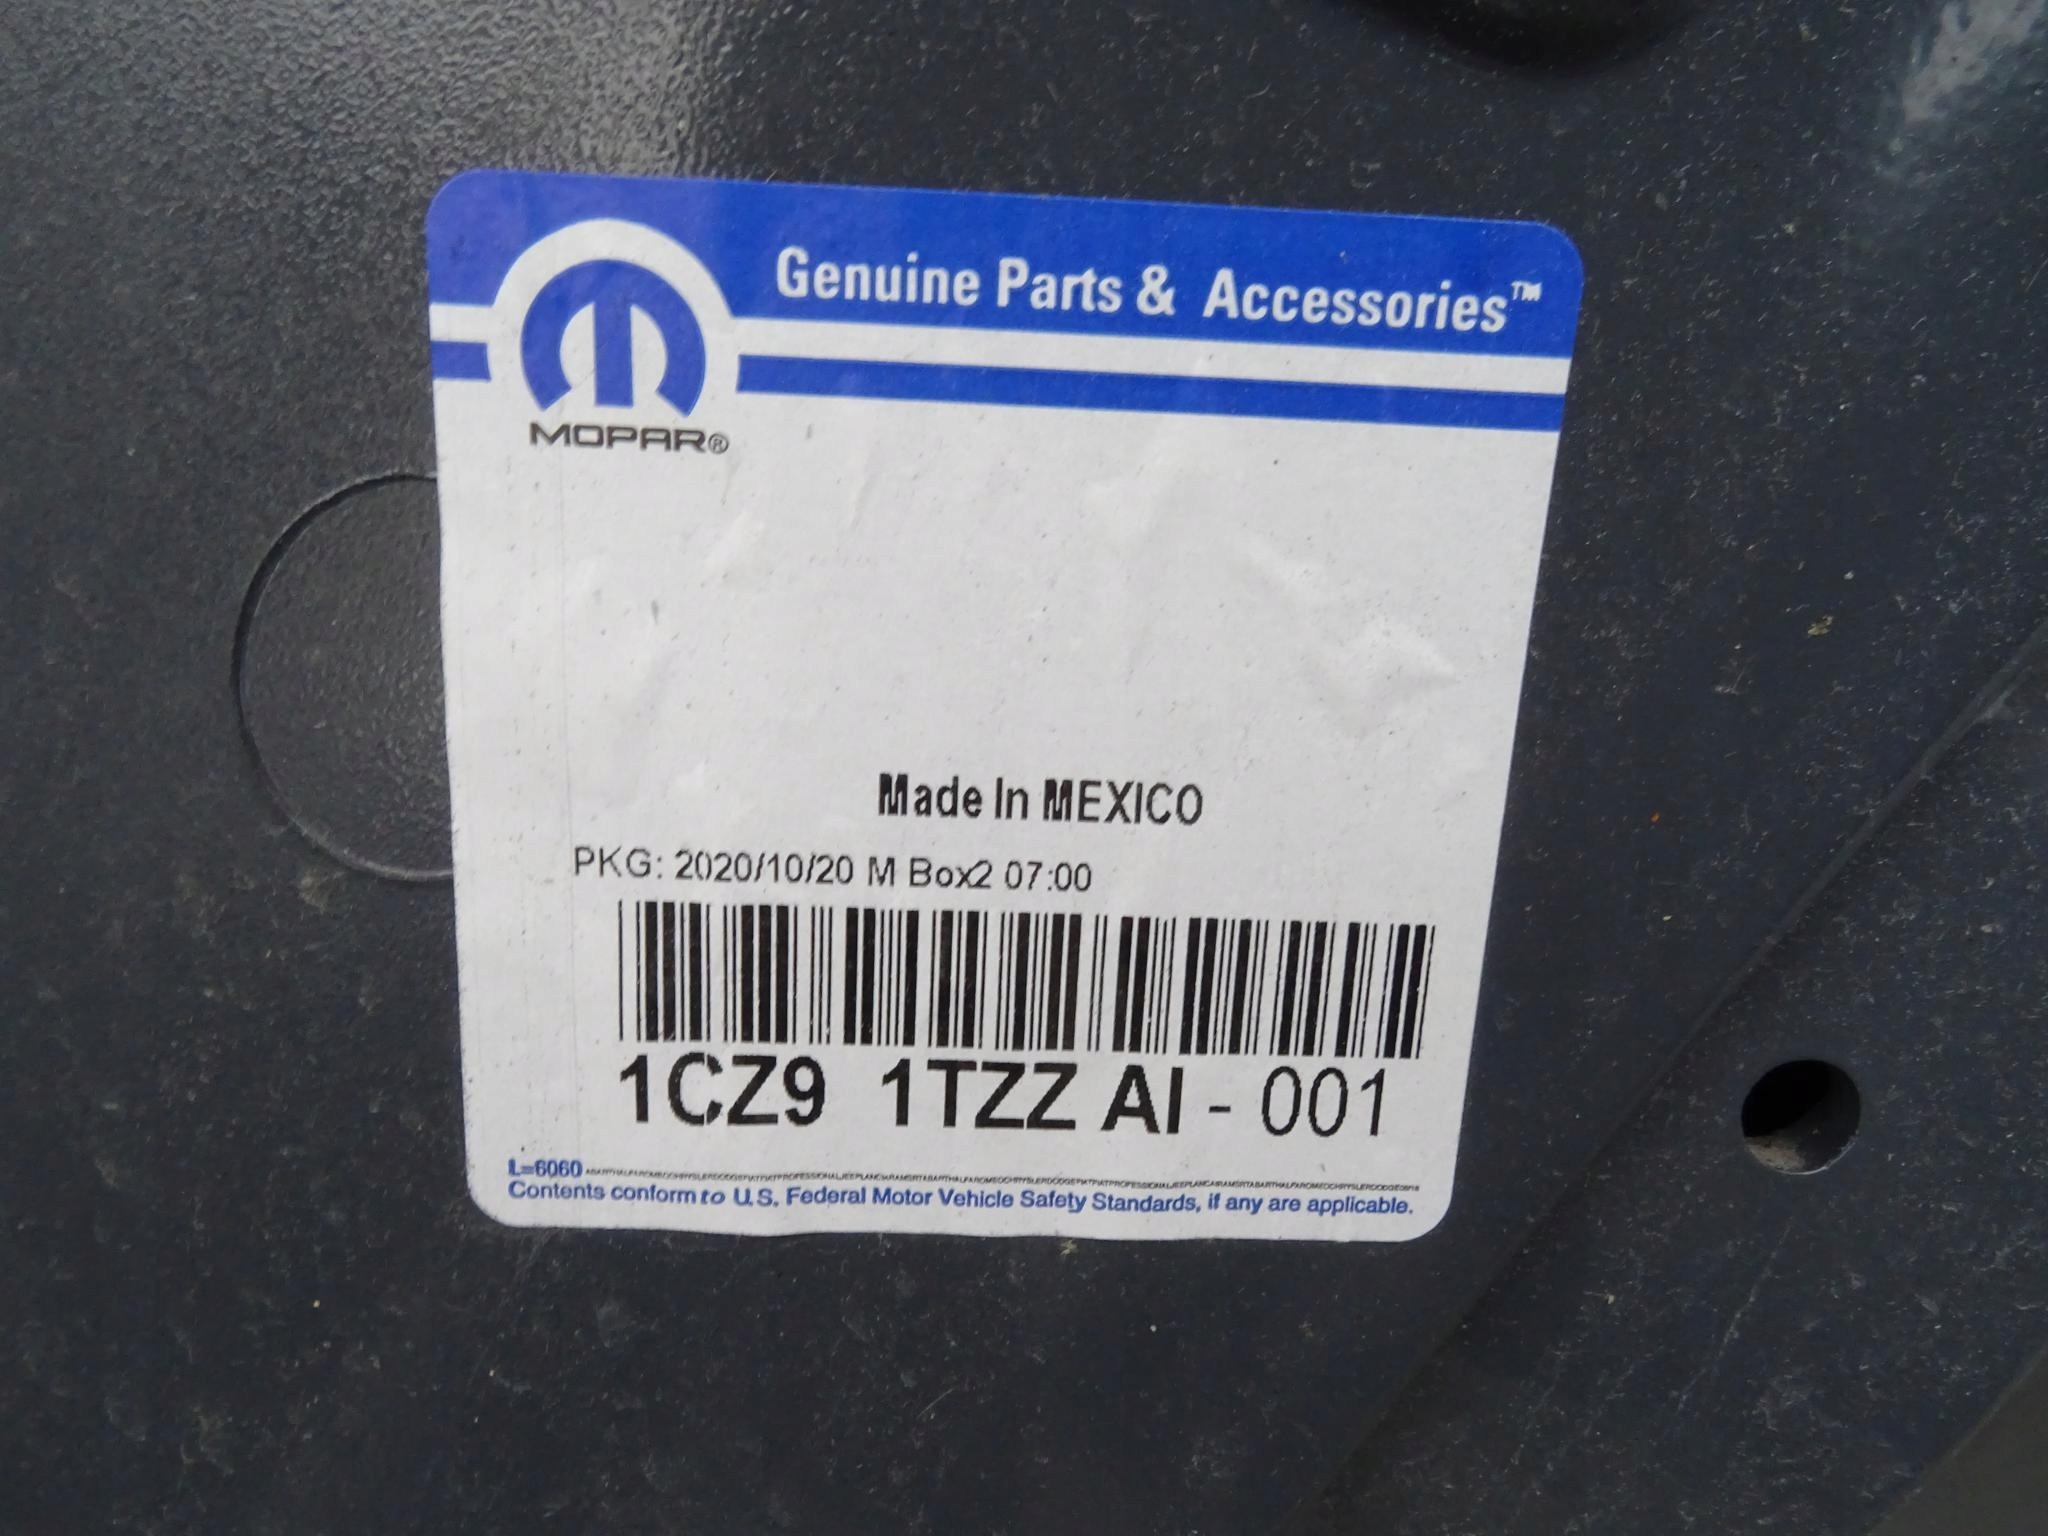 Genuine Parts & Accessories™
MOPAR®
Made In MEXICO
PKG: 2020/10/20 M Box2 07:00
1CZ9 1TZZ AI - 001
L=6060
Contents conform to U.S. Federal Motor Vehicle Safety Standards, if any are applicable.